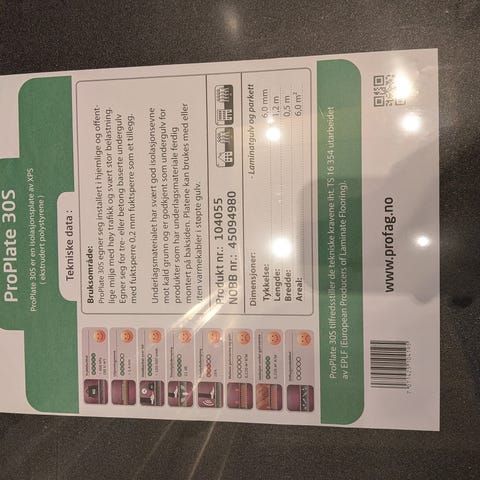 ProPlate 30S
ProPlate 30S er en isolasjonsplate av XPS
( ekstrudert polystyrene )
Tekniske data :
Bruksområde:
ProPlate 30S egner seg installert i hjemlige og offent-
lige miljø med høy trafikk og svært stor belastning.
Egner seg for tre- eller betong baserte undergulv
med fuktsperre 0,2 mm fuktsperre som et tillegg.
Underlagsmaterialet har svært god isolasjonsevne
mot kald grunn og er godkjent som undergulv for
produkter som har underlagsmateriale ferdig
montert på baksiden. Platene kan brukes med eller
uten varmekabler i støpte gulv.
Produkt nr.: 104055
NOBB nr.: 45094980
Dimensjoner:
- Laminatgulv og parkett
Tykkelse: 6,0 mm
Lengde: 1,2 m
Bredde: 0,5 m
Areal: 6,0 m²
ProPlate 30S tilfredsstiller de tekniske kravene iht. TS 16 354 utarbeidet
av EPLF (European Producers of Laminate Flooring).
www.profag.no